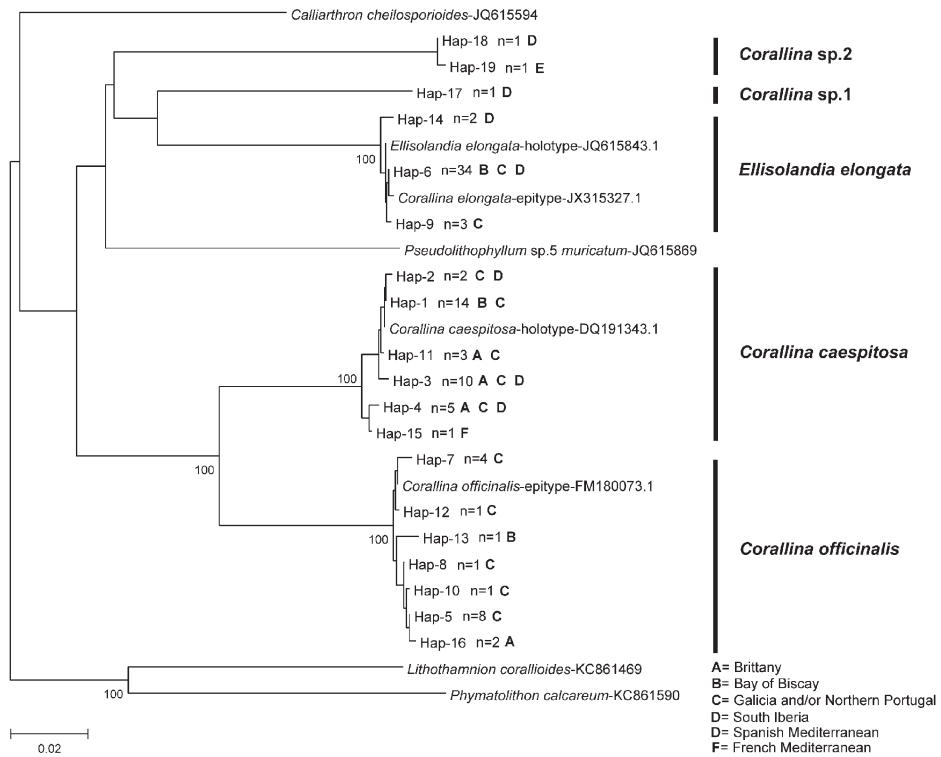 Calliarthron cheilosporioides-JQ615594
Hap-18 n=1 D
Hap-19 n=1 E
Corallina sp.2
Hap-17 n=1 D
Corallina sp.1
Hap-14 n=2 D
Ellisolandia elongata-holotype-JQ615843.1
100
Hap-6 n=34 B C D
Ellisolandia elongata
Corallina elongata-epitype-JX315327.1
Hap-9 n=3 C
Pseudolithophyllum sp.5 muricatum-JQ615869
Hap-2 n=2 C D
Hap-1 n=14 B C
Corallina caespitosa-holotype-DQ191343.1
Hap-11 n=3 A C
Corallina caespitosa
100
Hap-3 n=10 A C D
Hap-4 n=5 A C D
Hap-15 n=1 F
100
Hap-7 n=4 C
Corallina officinalis-epitype-FM180073.1
Hap-12 n=1 C
100
Hap-13 n=1 B
Corallina officinalis
Hap-8 n=1 C
Hap-10 n=1 C
Hap-5 n=8 C
Hap-16 n=2 A
Lithothamnion corallioides-KC861469
100
Phymatolithon calcareum-KC861590
0.02
A= Brittany
B= Bay of Biscay
C= Galicia and/or Northern Portugal
D= South Iberia
D= Spanish Mediterranean
F= French Mediterranean